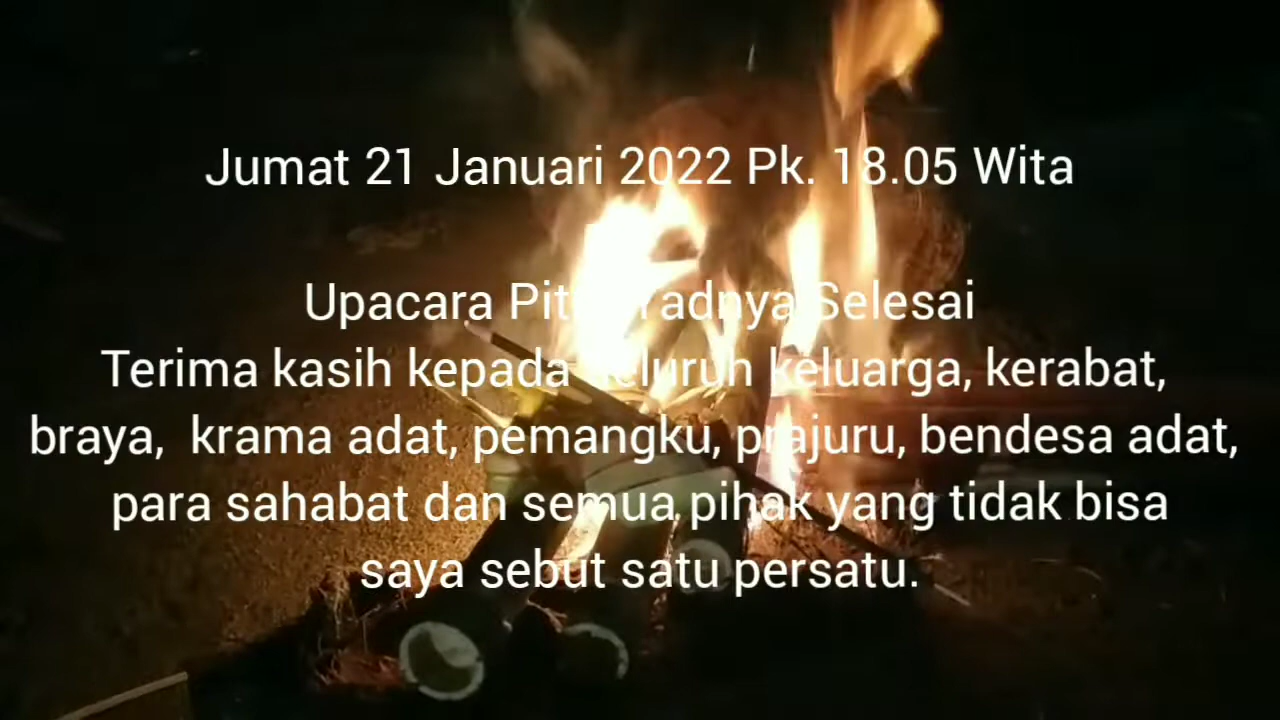 Jumat 21 Januari 2022 Pk. 18.05 Wita
Upacara Selesai
Terima kasih kepada seluruh keluarga, kerabat,
braya, krama adat, pemangku, prajuru, bendesa adat,
para sahabat dan semua pihak yang tidak bisa
saya sebut satu persatu.